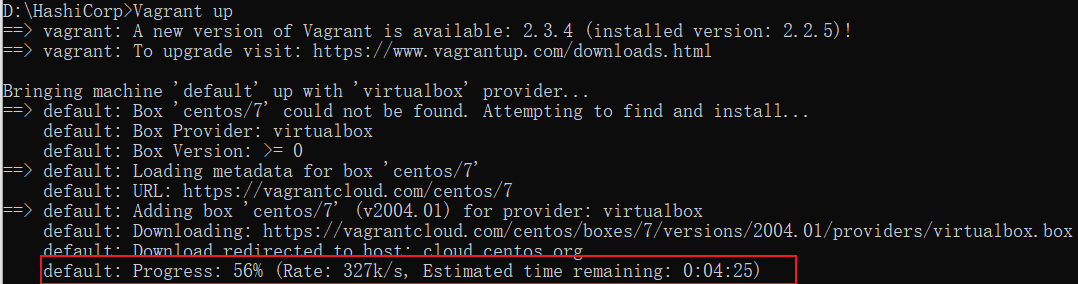 D:\HashiCorp>Vagrant up
==> vagrant: A new version of Vagrant is available: 2.3.4 (installed version: 2.2.5)!
==> vagrant: To upgrade visit: https://www.vagrantup.com/downloads.html
Bringing machine 'default' up with 'virtualbox' provider...
==> default: Box 'centos/7' could not be found. Attempting to find and install...
default: Box Provider: virtualbox
default: Box Version: >= 0
==> default: Loading metadata for box 'centos/7'
default: URL: https://vagrantcloud.com/centos/7
==> default: Adding box 'centos/7' (v2004.01) for provider: virtualbox
default: Downloading: https://vagrantcloud.com/centos/boxes/7/versions/2004.01/providers/virtualbox.box
default: Download redirected to host: cloud.centos.org
default: Progress: 56% (Rate: 327k/s, Estimated time remaining: 0:04:25)